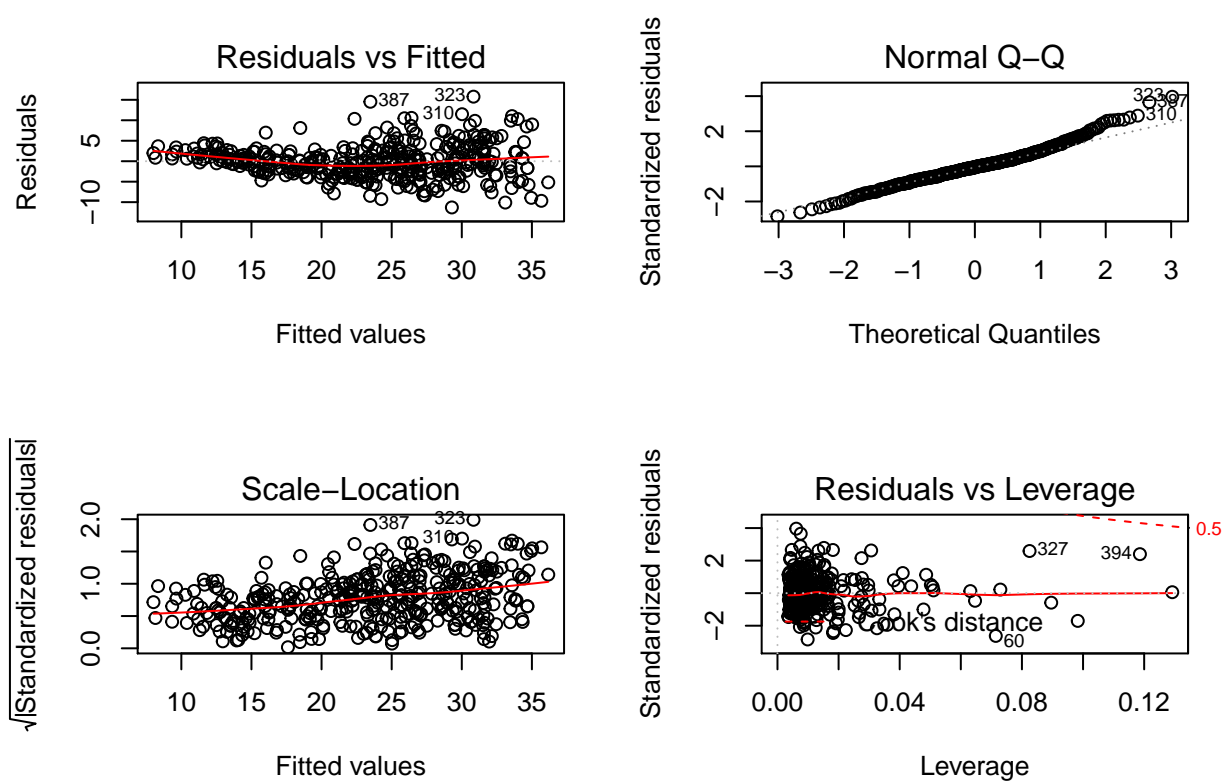 Residuals vs Fitted
Residuals
5
−10
387
323
310
10 15 20 25 30 35
Fitted values
Normal Q−Q
Standardized residuals
2
−2
323
387
310
−3 −2 −1 0 1 2 3
Theoretical Quantiles
Scale−Location
√|Standardized residuals|
2.0
1.0
0.0
387
323
310
10 15 20 25 30 35
Fitted values
Residuals vs Leverage
Standardized residuals
2
−2
0.5
327
394
ook's distance
60
0.00 0.04 0.08 0.12
Leverage